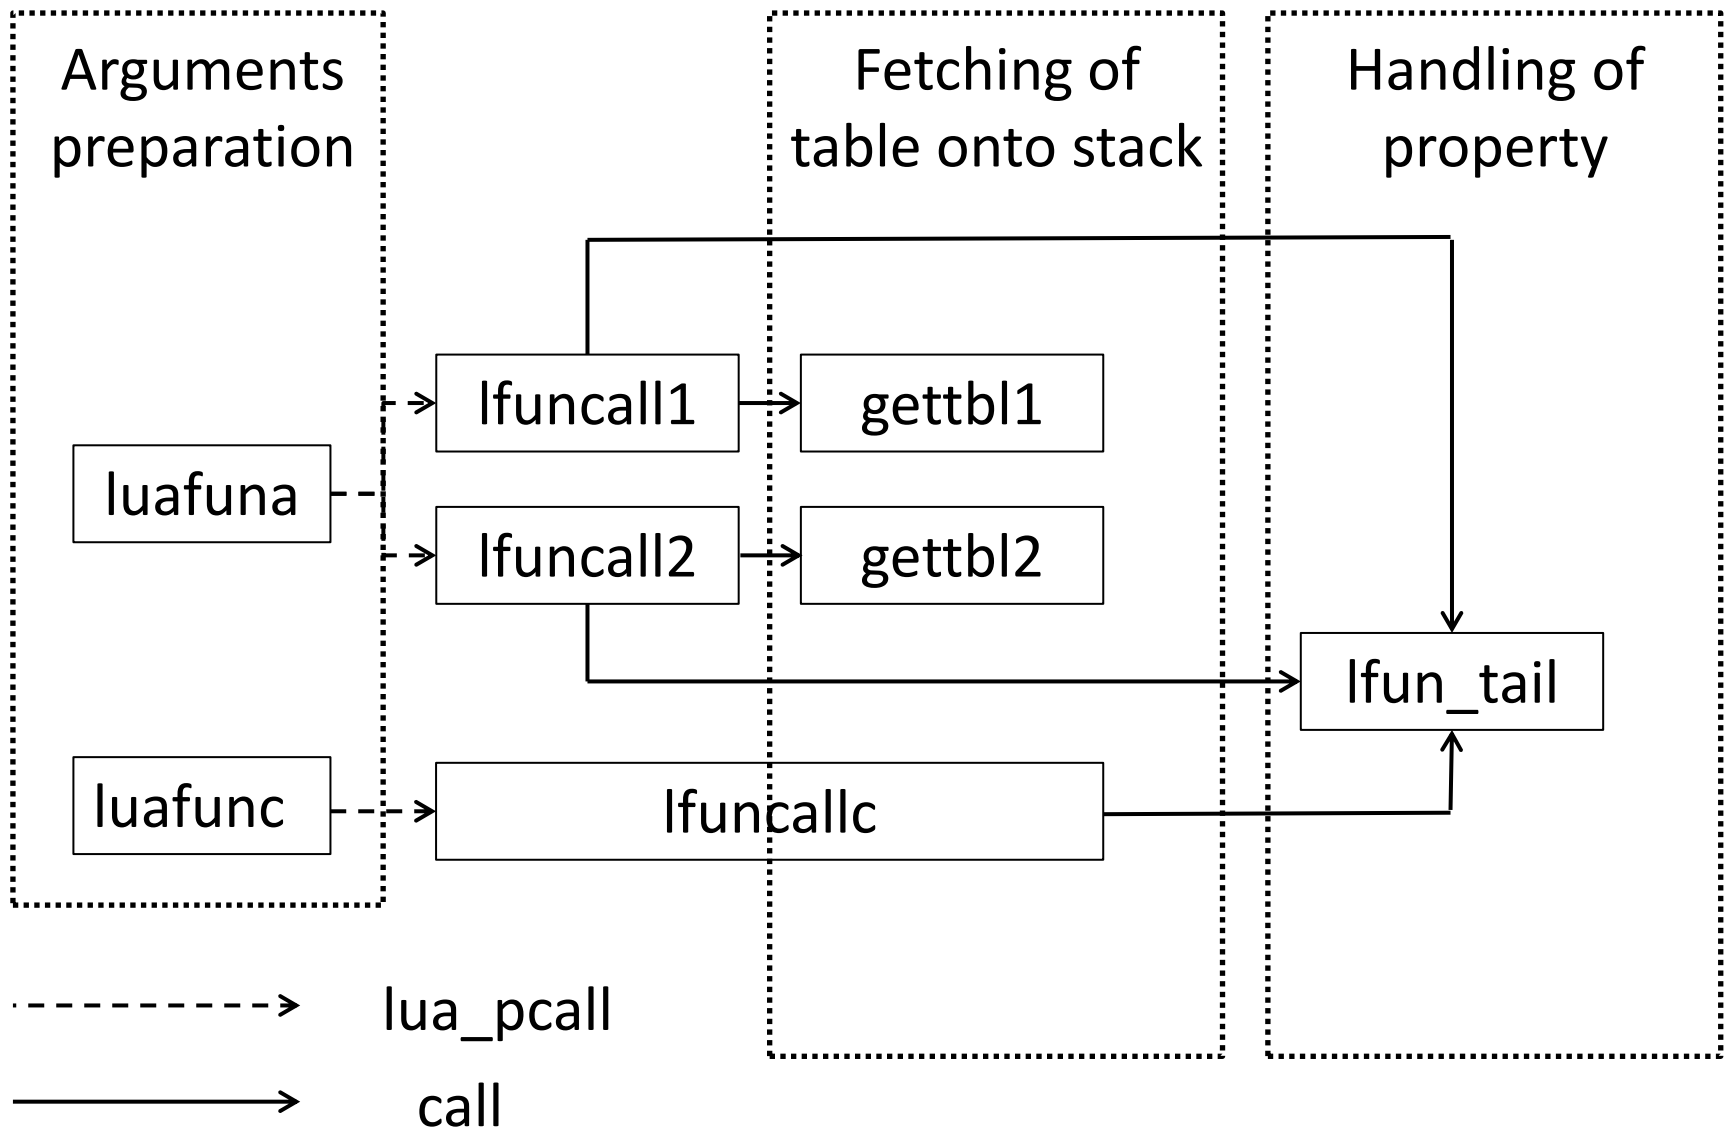 Arguments
preparation
Fetching of
table onto stack
Handling of
property
lfuncall1
gettbl1
luafuna
lfuncall2
gettbl2
lfun_tail
luafunc
lfuncallc
lua_pcall
call